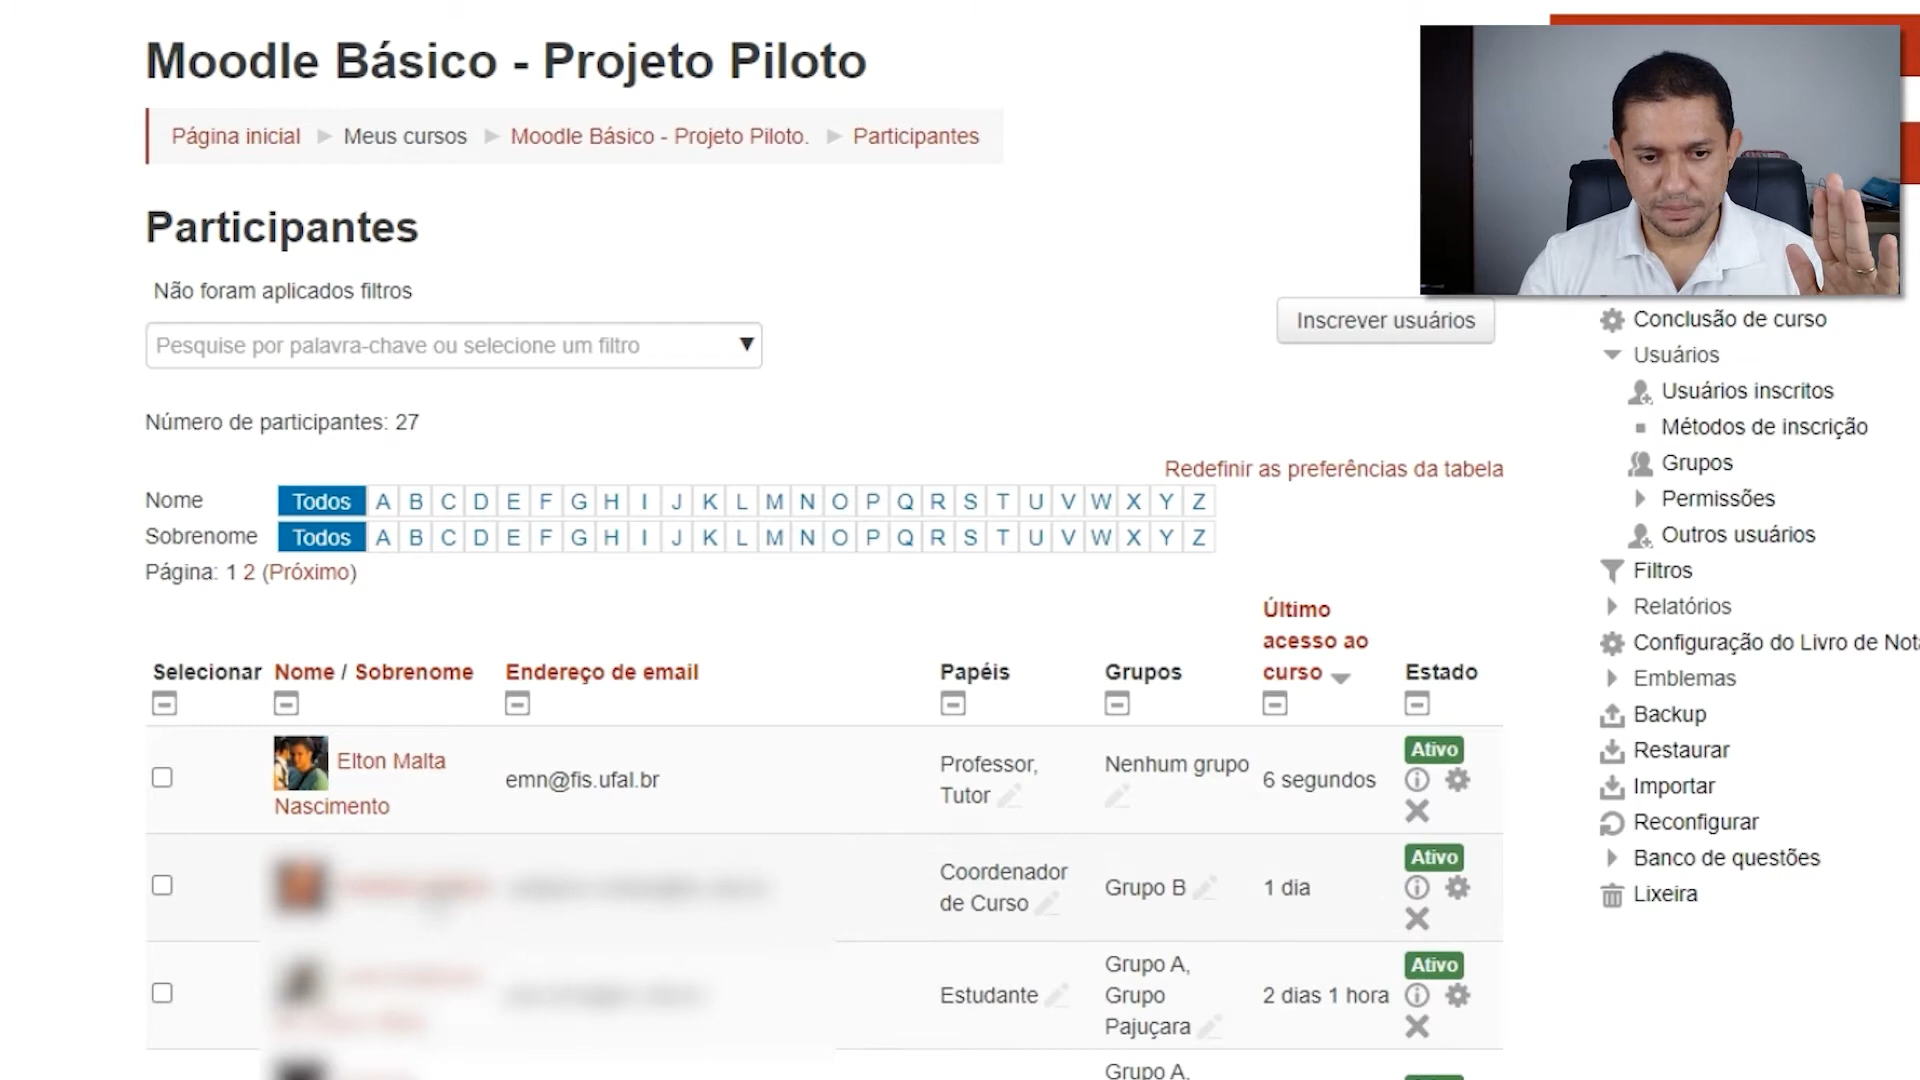 Moodle Básico - Projeto Piloto
Página inicial Meus cursos Moodle Básico - Projeto Piloto. Participantes
Participantes
Não foram aplicados filtros
Pesquise por palavra-chave ou selecione um filtro
Inscrever usuários
Número de participantes: 27
Redefinir as preferências da tabela
Nome Todos A B C D E F G H I J K L M N O P Q R S T U V W X Y Z
Sobrenome Todos A B C D E F G H I J K L M N O P Q R S T U V W X Y Z
Página: 1 2 (Próximo)
Selecionar
Nome / Sobrenome
Endereço de email
Papéis
Grupos
Último
acesso ao
curso
Estado
Elton Malta
Nascimento
emn@fis.ufal.br
Professor,
Tutor
Nenhum grupo
6 segundos
Ativo
Coordenador
de Curso
Grupo B
1 dia
Ativo
Estudante
Grupo A,
Grupo
Pajuçara
2 dias 1 hora
Ativo
Grupo A,
Conclusão de curso
Usuários
Usuários inscritos
Métodos de inscrição
Grupos
Permissões
Outros usuários
Filtros
Relatórios
Configuração do Livro de Not
Emblemas
Backup
Restaurar
Importar
Reconfigurar
Banco de questões
Lixeira